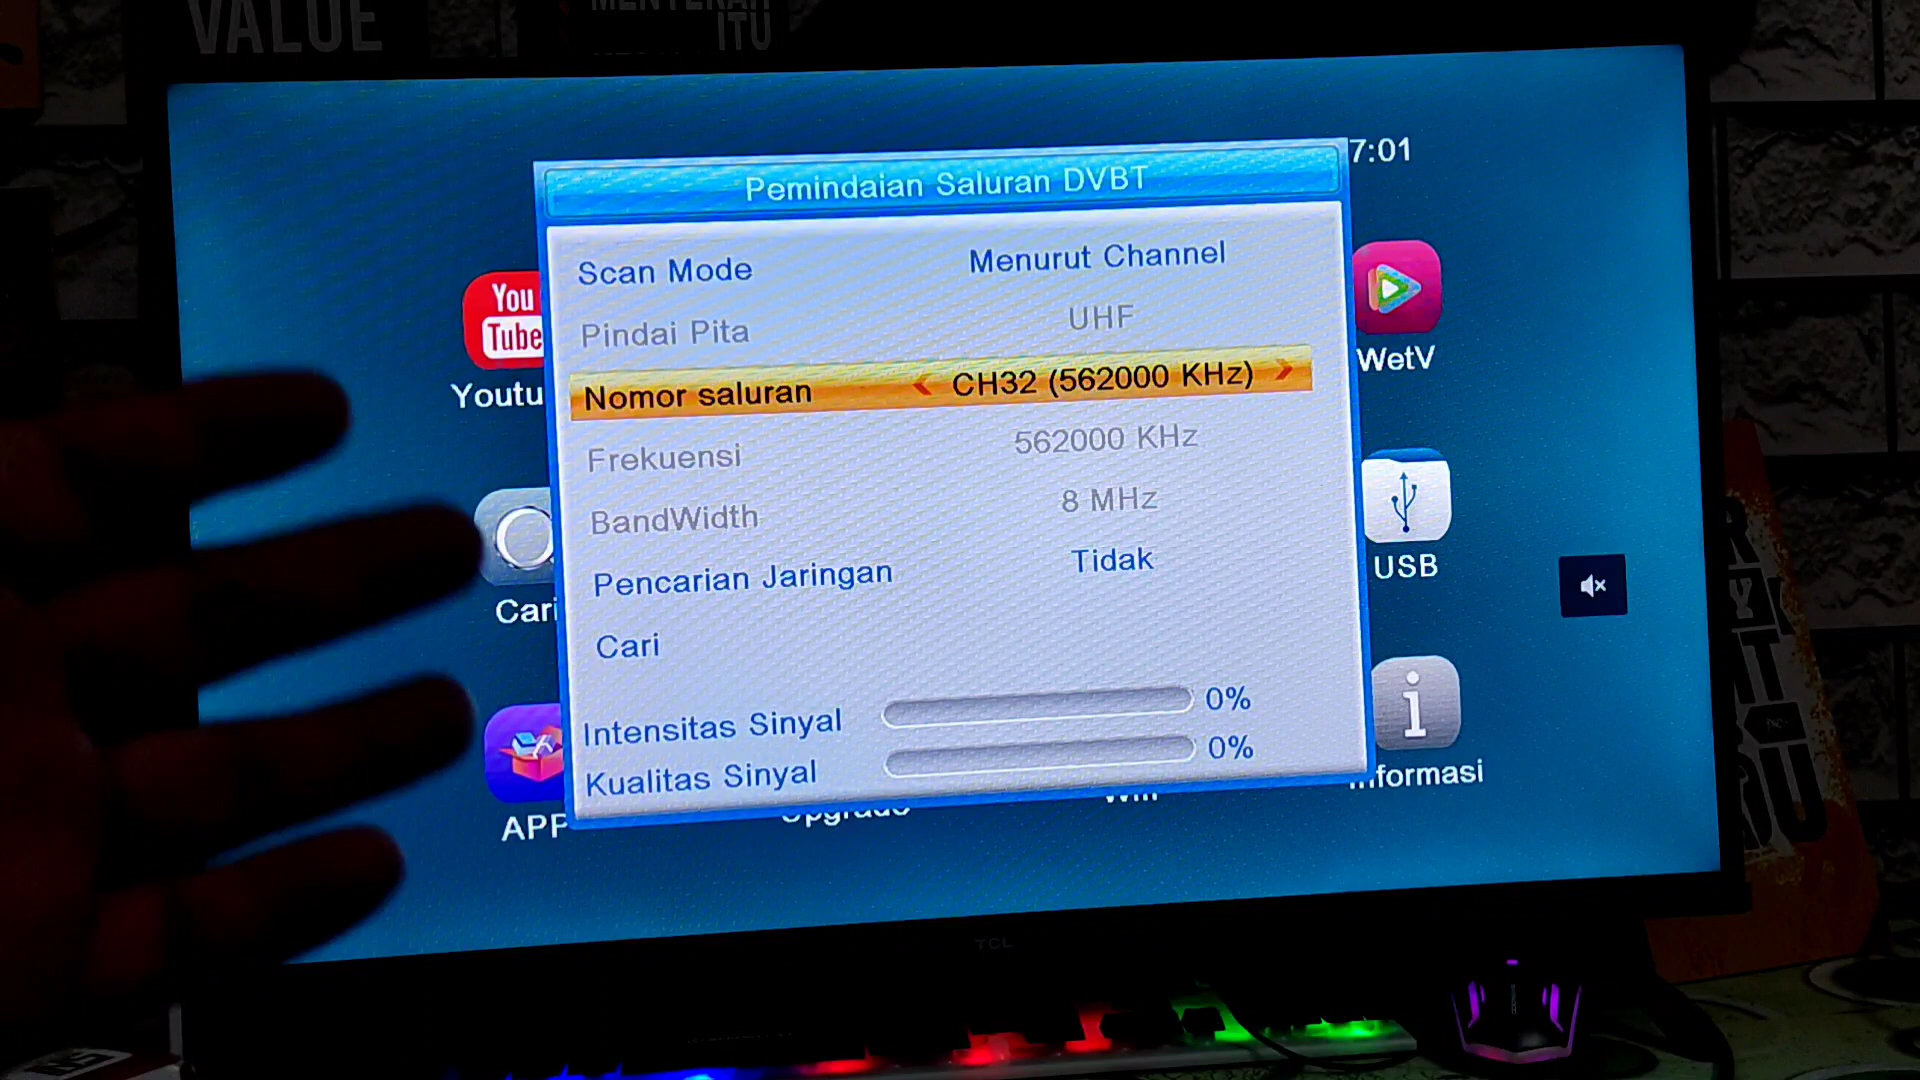 VALUE
ITU
7:01
Pemindaian Saluran DVBT
Scan Mode Menurut Channel
Pindai Pita UHF
Nomor saluran < CH32 (562000 KHz) >
Frekuensi 562000 KHz
BandWidth 8 MHz
Pencarian Jaringan Tidak
Cari
Intensitas Sinyal 0%
Kualitas Sinyal 0%
You
Tube
Youtu
Cari
APP
WetV
USB
nformasi
TCL